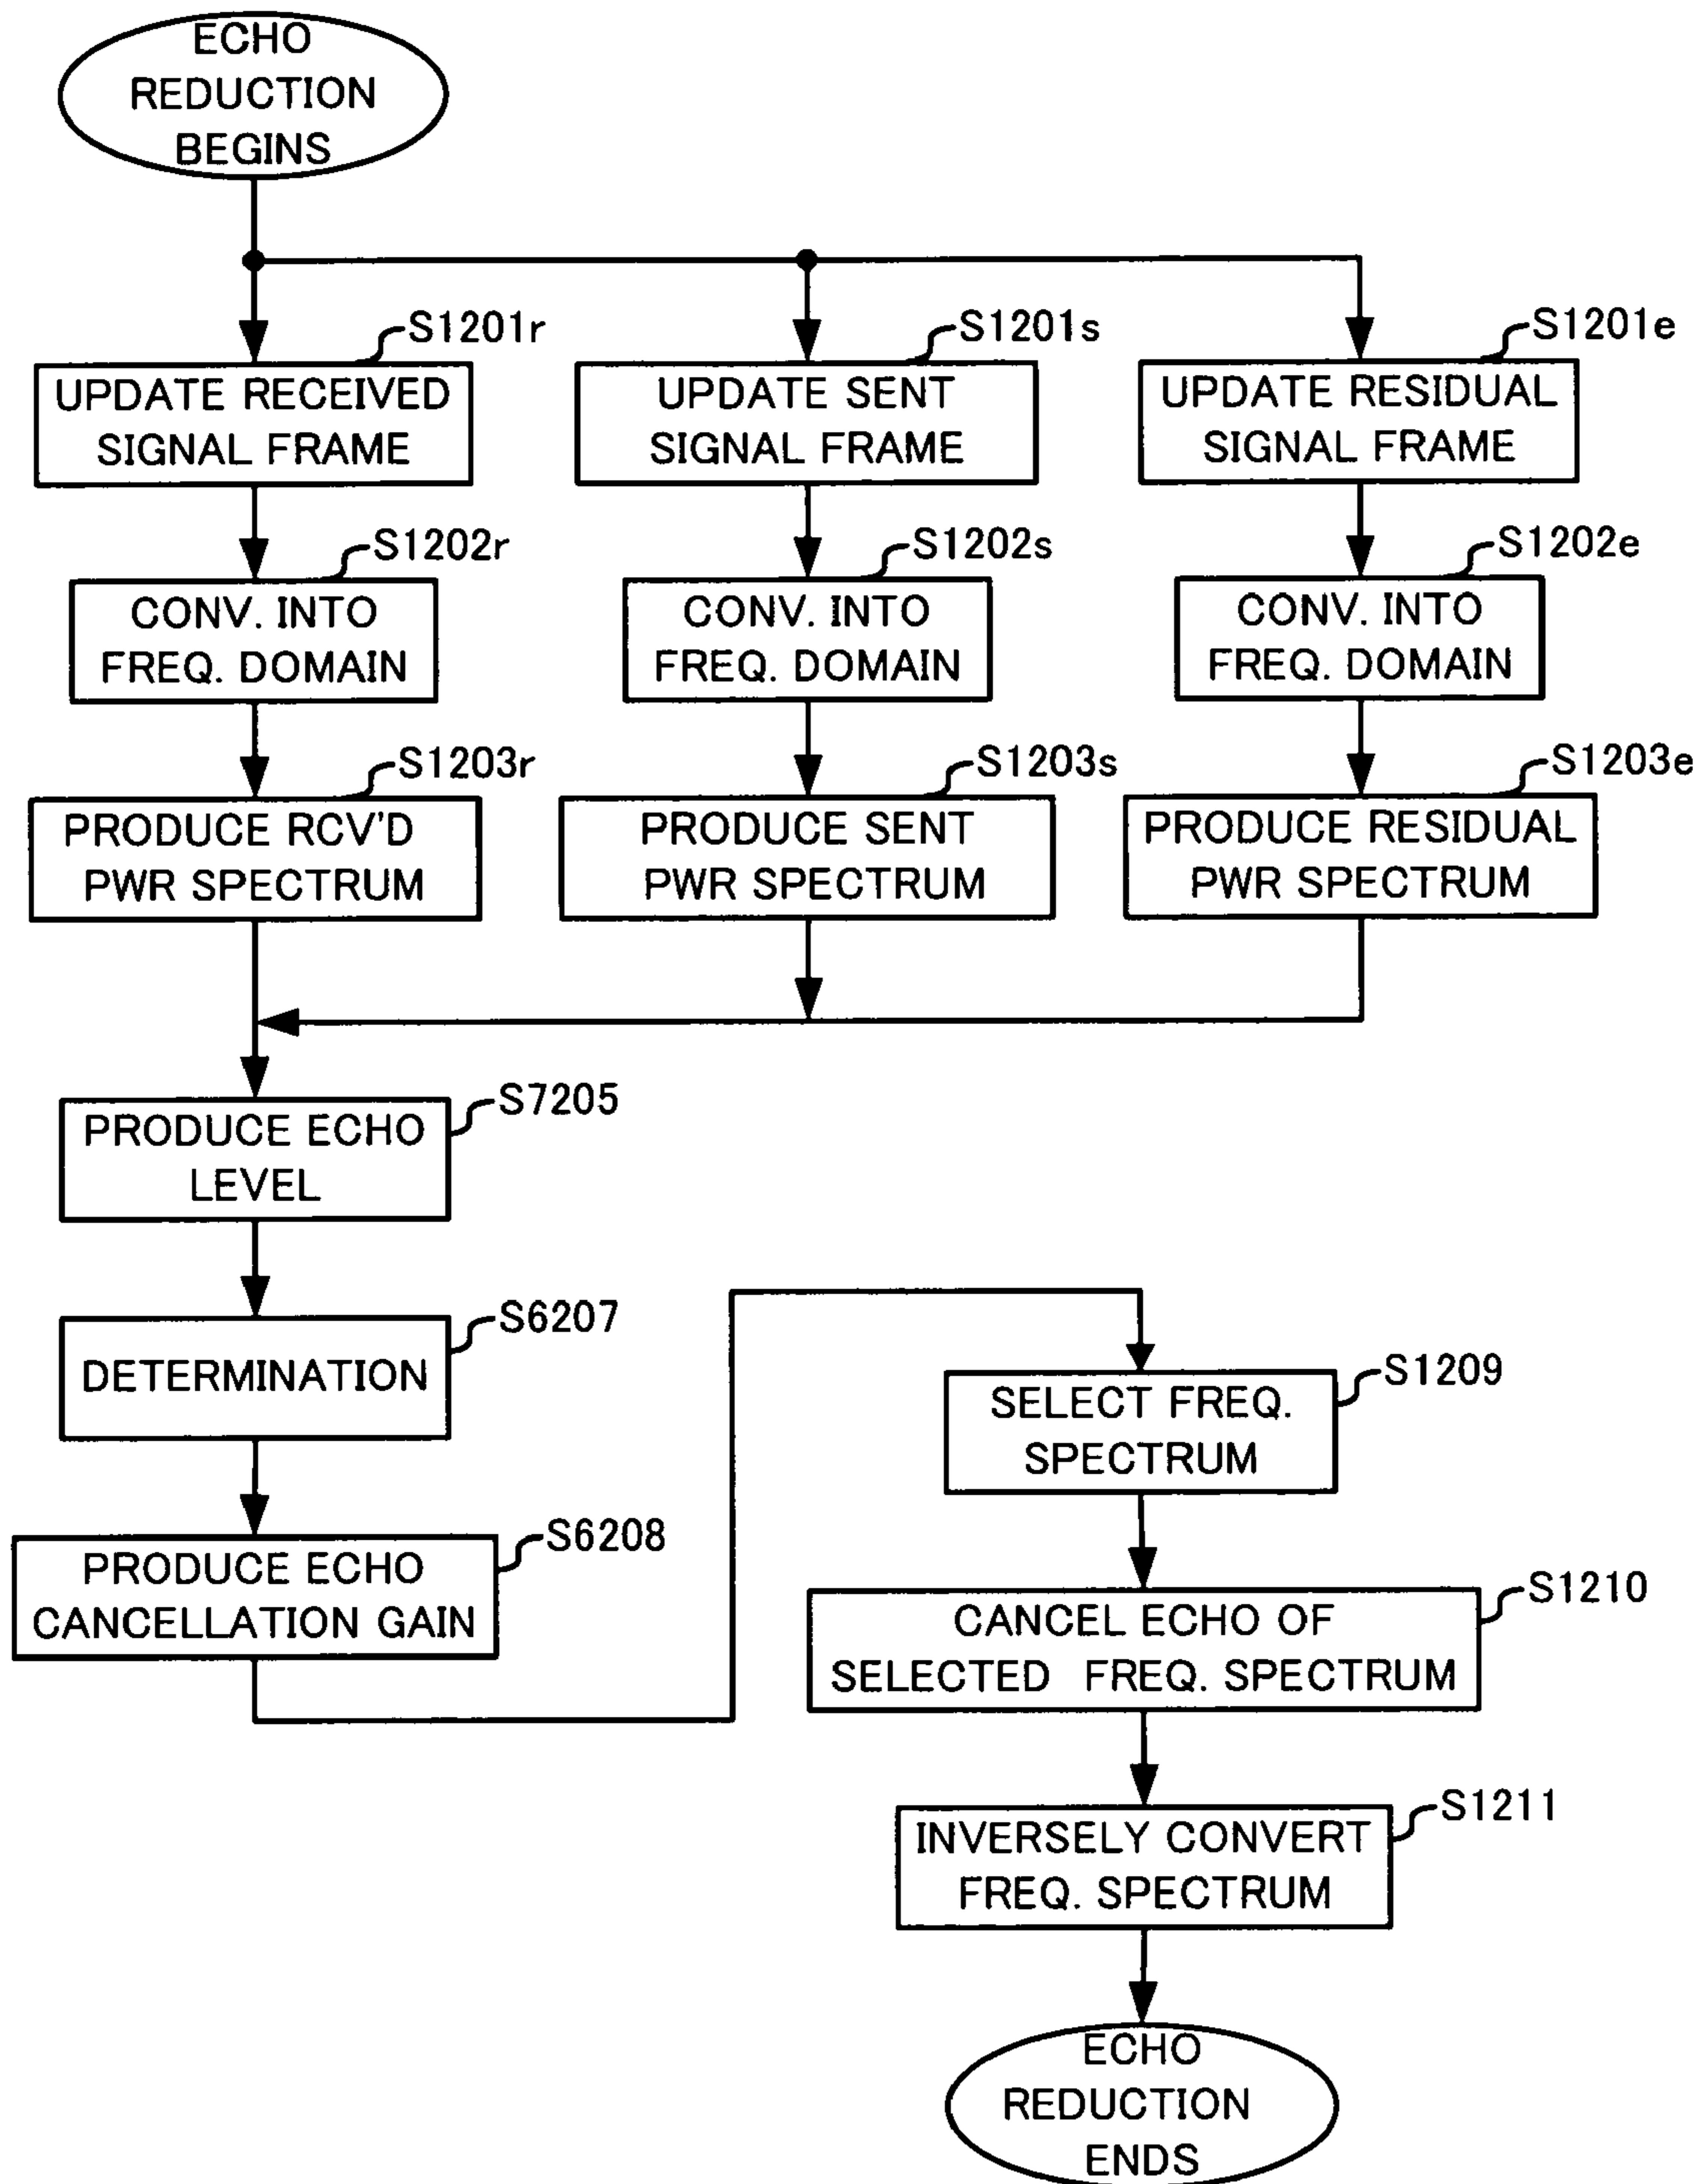 ECHO
REDUCTION
BEGINS
S1201r
S1201s
S1201e
UPDATE RECEIVED
SIGNAL FRAME
UPDATE SENT
SIGNAL FRAME
UPDATE RESIDUAL
SIGNAL FRAME
S1202r
S1202s
S1202e
CONV. INTO
FREQ. DOMAIN
CONV. INTO
FREQ. DOMAIN
CONV. INTO
FREQ. DOMAIN
S1203r
S1203s
S1203e
PRODUCE RCV'D
PWR SPECTRUM
PRODUCE SENT
PWR SPECTRUM
PRODUCE RESIDUAL
PWR SPECTRUM
S7205
PRODUCE ECHO
LEVEL
S6207
DETERMINATION
S6208
PRODUCE ECHO
CANCELLATION GAIN
S1209
SELECT FREQ.
SPECTRUM
S1210
CANCEL ECHO OF
SELECTED FREQ. SPECTRUM
S1211
INVERSELY CONVERT
FREQ. SPECTRUM
ECHO
REDUCTION
ENDS